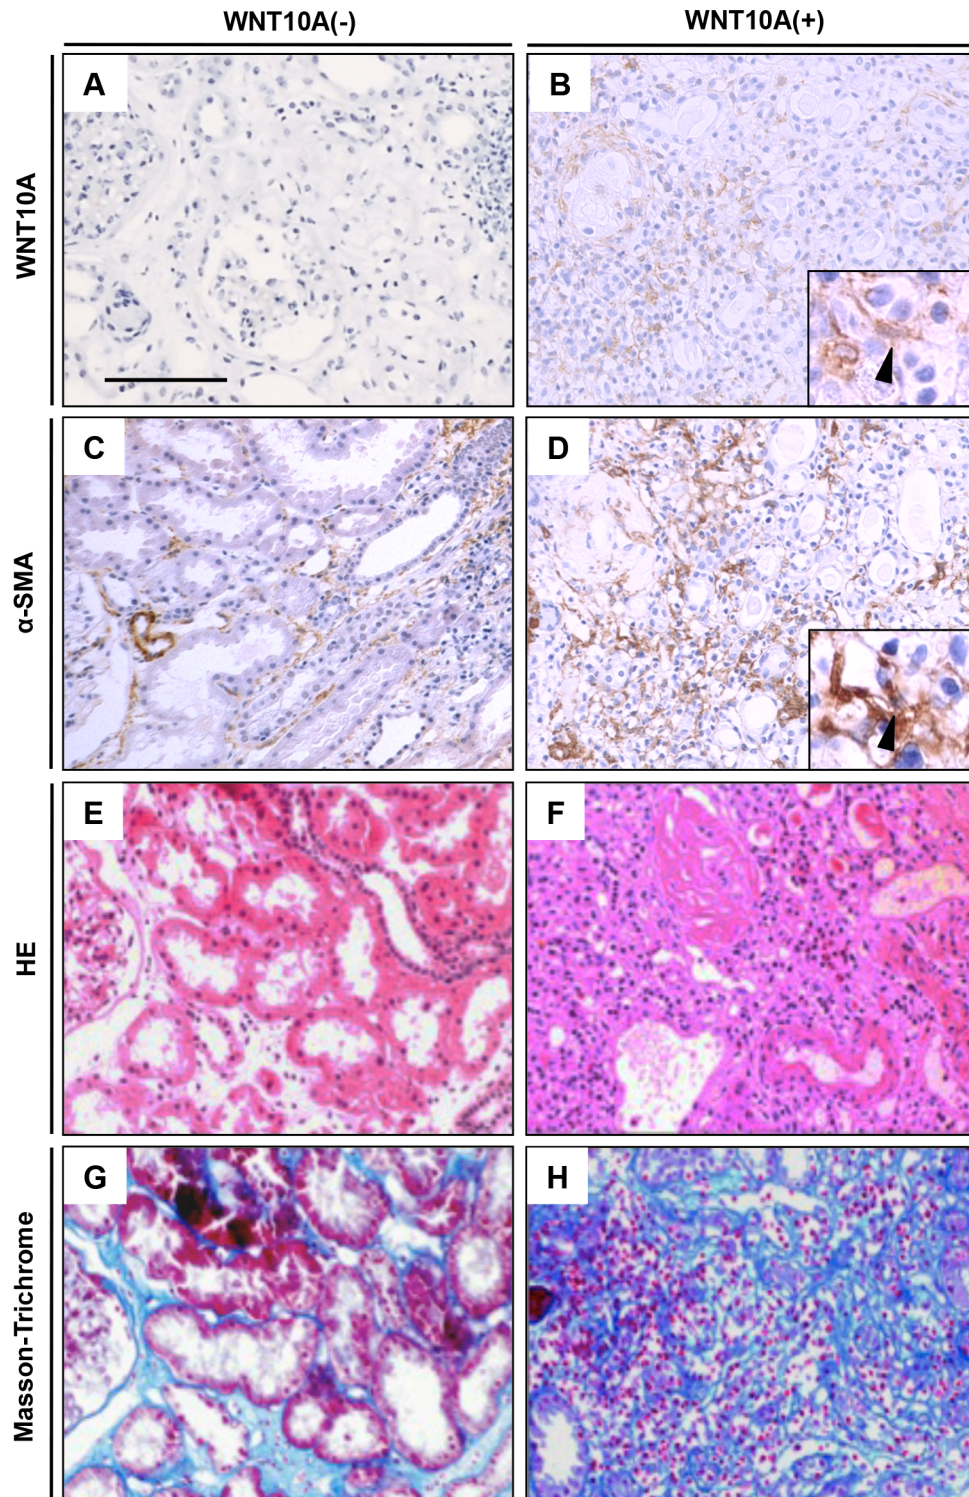 WNT10A(-)
WNT10A(+)
WNT10A
A
B
α-SMA
C
D
HE
E
F
Masson-Trichrome
G
H